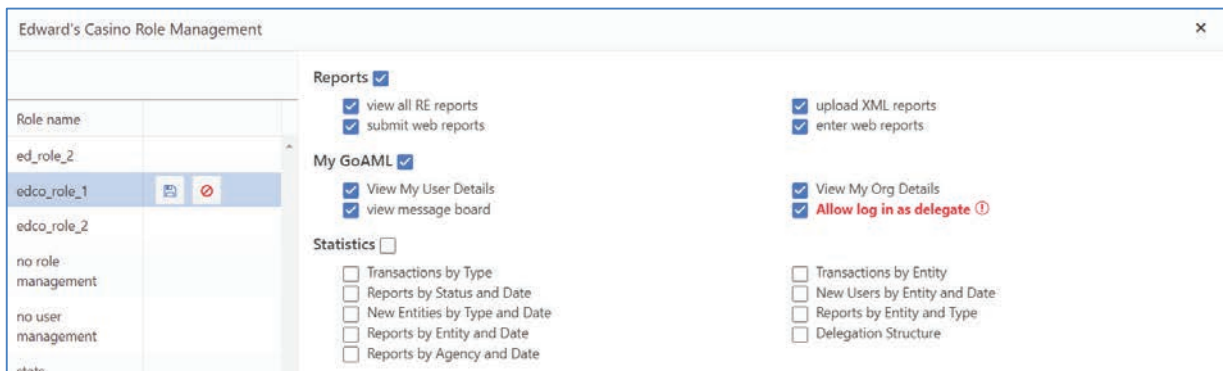 Edward's Casino Role Management
Role name
ed_role_2
edco_role_1
edco_role_2
no role
management
no user
management
Reports
view all RE reports
upload XML reports
submit web reports
enter web reports
My GoAML
View My User Details
View My Org Details
view message board
Allow log in as delegate
Statistics
Transactions by Type
Transactions by Entity
Reports by Status and Date
New Users by Entity and Date
New Entities by Type and Date
Reports by Entity and Type
Reports by Entity and Date
Delegation Structure
Reports by Agency and Date